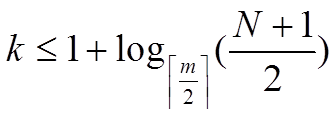 k ≤ 1 + log⌈m/2⌉((N + 1)/2)